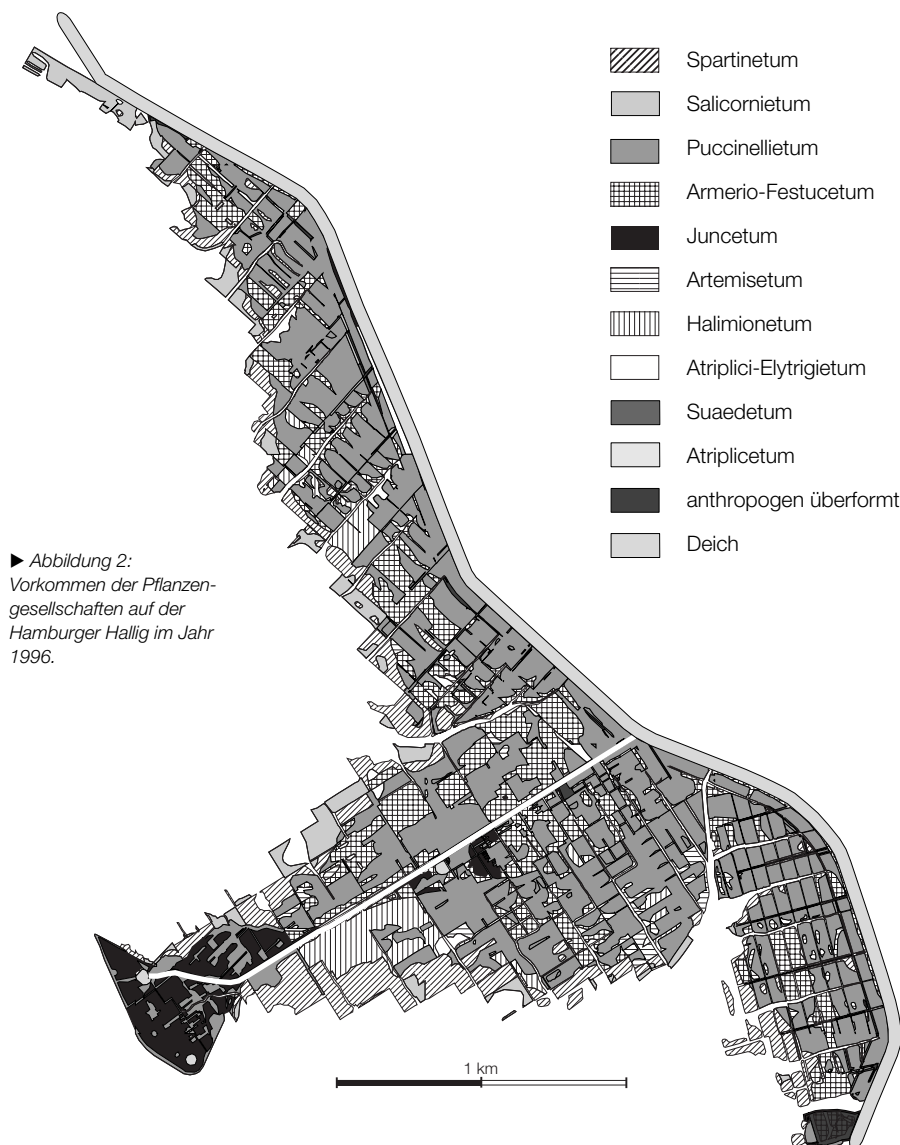 Spartinetum
Salicornietum
Puccinellietum
Armerio-Festucetum
Juncetum
Artemisetum
Halimionetum
Atriplici-Elytrigietum
Suaedetum
Atriplicetum
anthropogen überformt
Deich
▶ Abbildung 2:
Vorkommen der Pflanzen-
gesellschaften auf der
Hamburger Hallig im Jahr
1996.
1 km